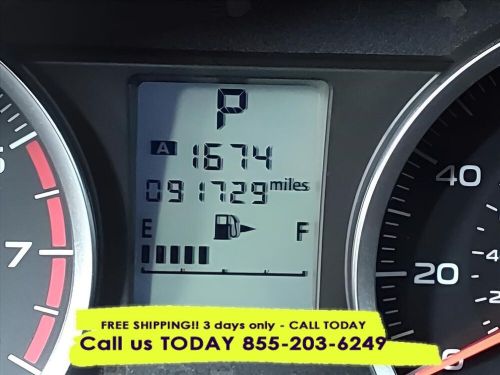 P
A 1674
091729 miles
E F
7
40
20
0
FREE SHIPPING!! 3 days only - CALL TODAY
Call us TODAY 855-203-6249